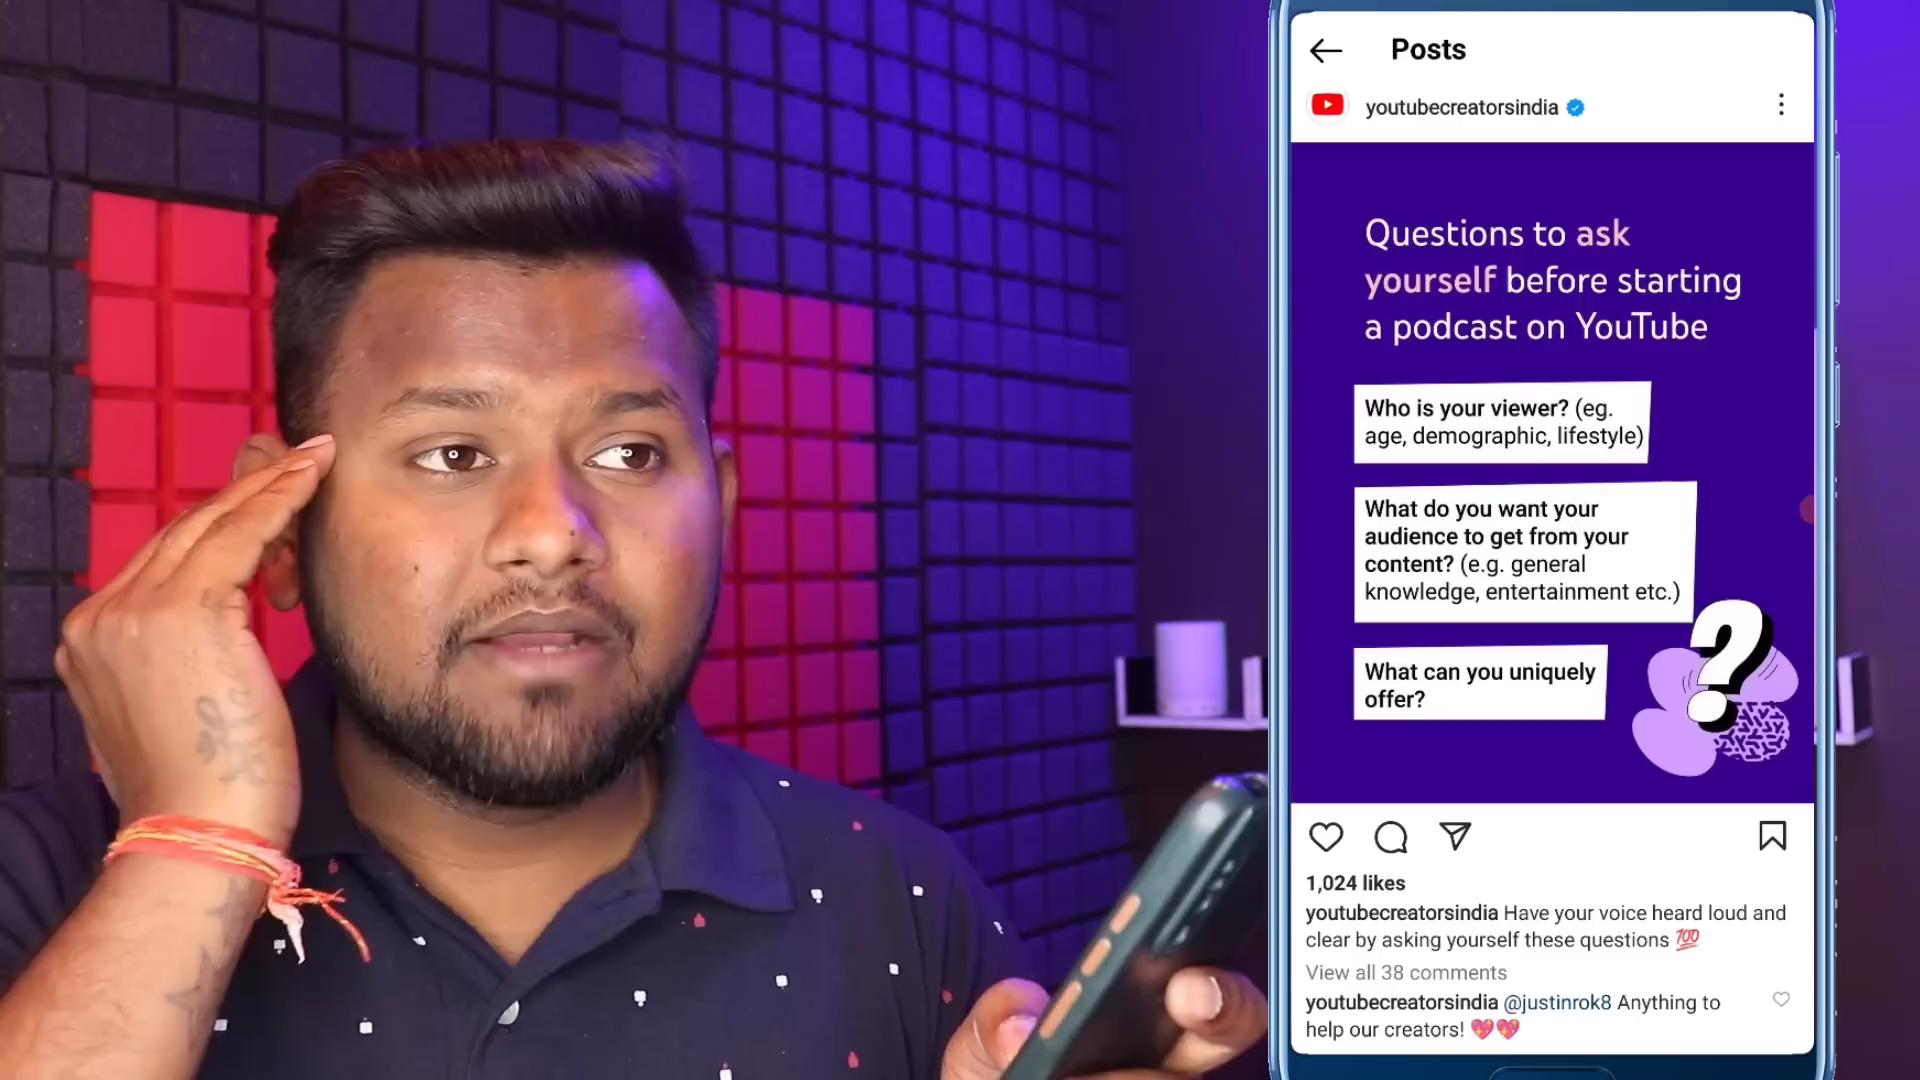 Posts
youtubecreatorsindia
Questions to ask
yourself before starting
a podcast on YouTube
Who is your viewer? (eg.
age, demographic, lifestyle)
What do you want your
audience to get from your
content? (e.g. general
knowledge, entertainment etc.)
What can you uniquely
offer?
?
1,024 likes
youtubecreatorsindia Have your voice heard loud and
clear by asking yourself these questions 💯
View all 38 comments
youtubecreatorsindia @justinrok8 Anything to
help our creators! 💖💖